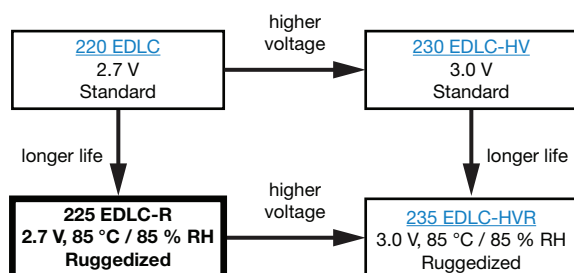 220 EDLC
2.7 V
Standard
higher
voltage
230 EDLC-HV
3.0 V
Standard
longer life
longer life
225 EDLC-R
2.7 V, 85 °C / 85 % RH
Ruggedized
higher
voltage
235 EDLC-HVR
3.0 V, 85 °C / 85 % RH
Ruggedized